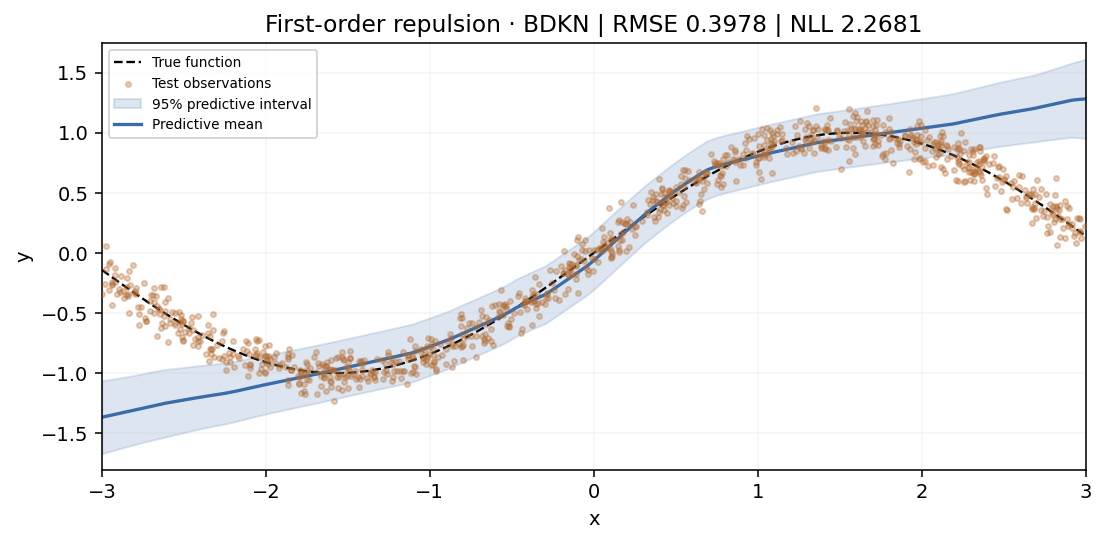 First-order repulsion · BDKN | RMSE 0.3978 | NLL 2.2681
True function
Test observations
95% predictive interval
Predictive mean
y
1.5
1.0
0.5
0.0
−0.5
−1.0
−1.5
−3
−2
−1
0
1
2
3
x